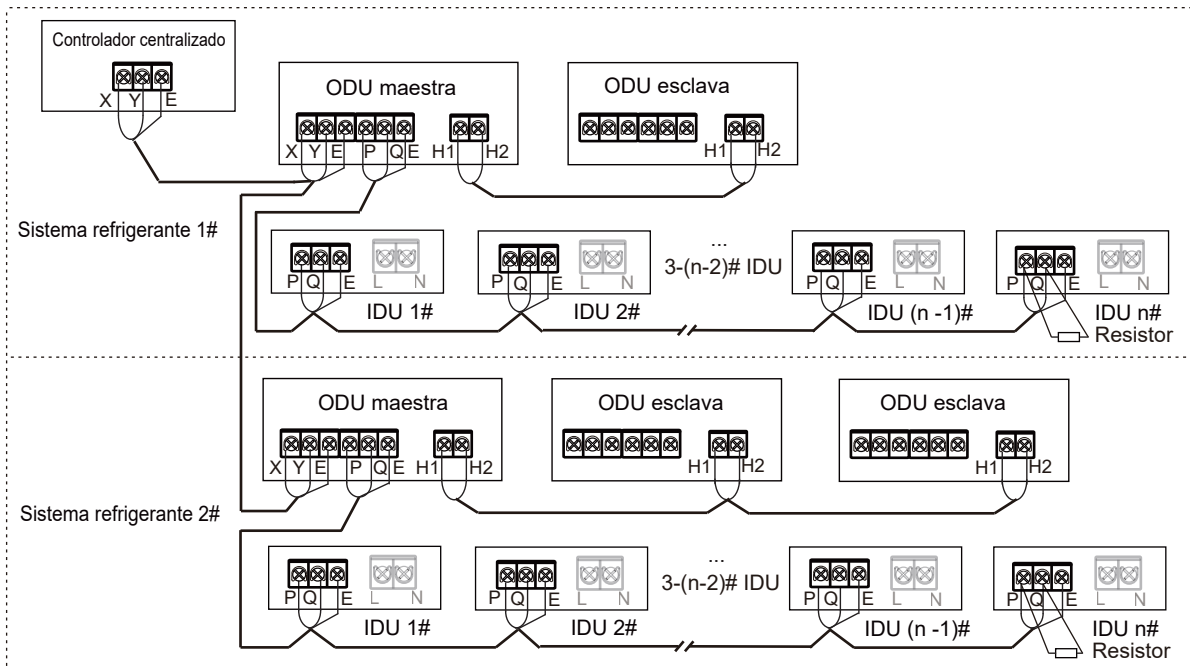 Controlador centralizado
X Y E
ODU maestra
X Y E P Q E H1 H2
ODU esclava
H1 H2
Sistema refrigerante 1#
P Q E L N
IDU 1#
P Q E L N
IDU 2#
...
3-(n-2)# IDU
P Q E L N
IDU (n -1)#
P Q E L N
IDU n#
Resistor
ODU maestra
X Y E P Q E H1 H2
ODU esclava
H1 H2
ODU esclava
H1 H2
Sistema refrigerante 2#
P Q E L N
IDU 1#
P Q E L N
IDU 2#
...
3-(n-2)# IDU
P Q E L N
IDU (n -1)#
P Q E L N
IDU n#
Resistor